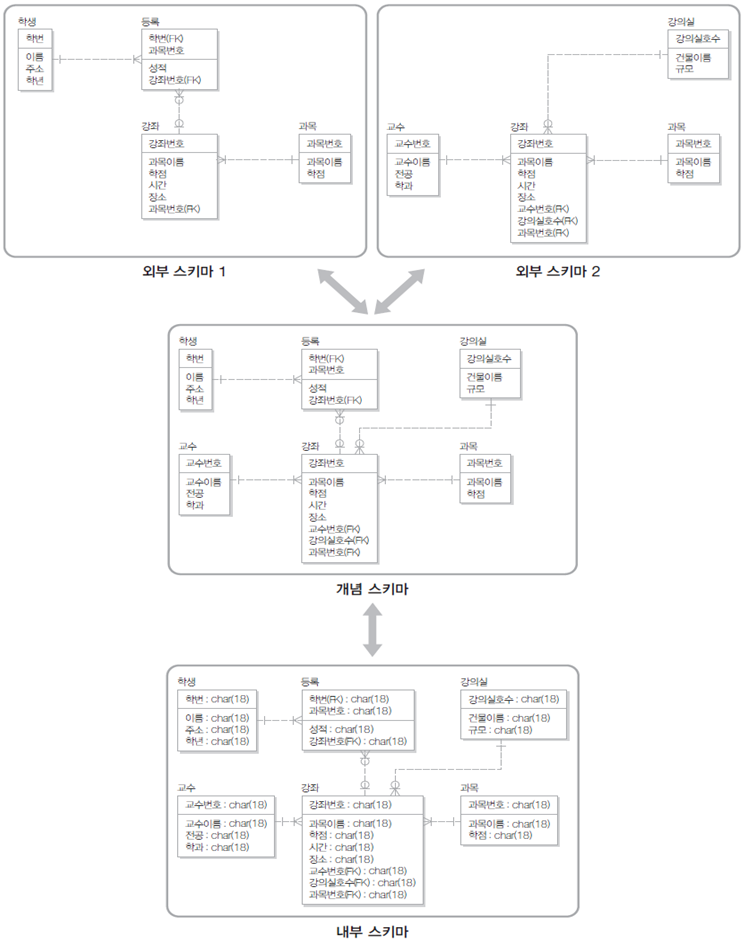 학생
학번
이름
주소
학년
등록
학번(FK)
과목번호
성적
강좌번호(FK)
강좌
강좌번호
과목이름
학점
시간
징소
과목번호(FK)
과목
과목번호
과목이름
학점
외부 스키마 1
강의실
강의실호수
건물이름
규모
교수
교수번호
교수이름
전공
학과
강좌
강좌번호
과목이름
학점
시간
징소
교수번호(FK)
강의실호수(FK)
과목번호(FK)
과목
과목번호
과목이름
학점
외부 스키마 2
학생
학번
이름
주소
학년
등록
학번(FK)
과목번호
성적
강좌번호(FK)
강의실
강의실호수
건물이름
규모
교수
교수번호
교수이름
전공
학과
강좌
강좌번호
과목이름
학점
시간
징소
교수번호(FK)
강의실호수(FK)
과목번호(FK)
과목
과목번호
과목이름
학점
개념 스키마
학생
학번 : char(18)
이름 : char(18)
주소 : char(18)
학년 : char(18)
등록
학번(FK) : char(18)
과목번호 : char(18)
성적 : char(18)
강좌번호(FK) : char(18)
강의실
강의실호수 : char(18)
건물이름 : char(18)
규모 : char(18)
교수
교수번호 : char(18)
교수이름 : char(18)
전공 : char(18)
학과 : char(18)
강좌
강좌번호 : char(18)
과목이름 : char(18)
학점 : char(18)
시간 : char(18)
징소 : char(18)
교수번호(FK) : char(18)
강의실호수(FK) : char(18)
과목번호(FK) : char(18)
과목
과목번호 : char(18)
과목이름 : char(18)
학점 : char(18)
내부 스키마